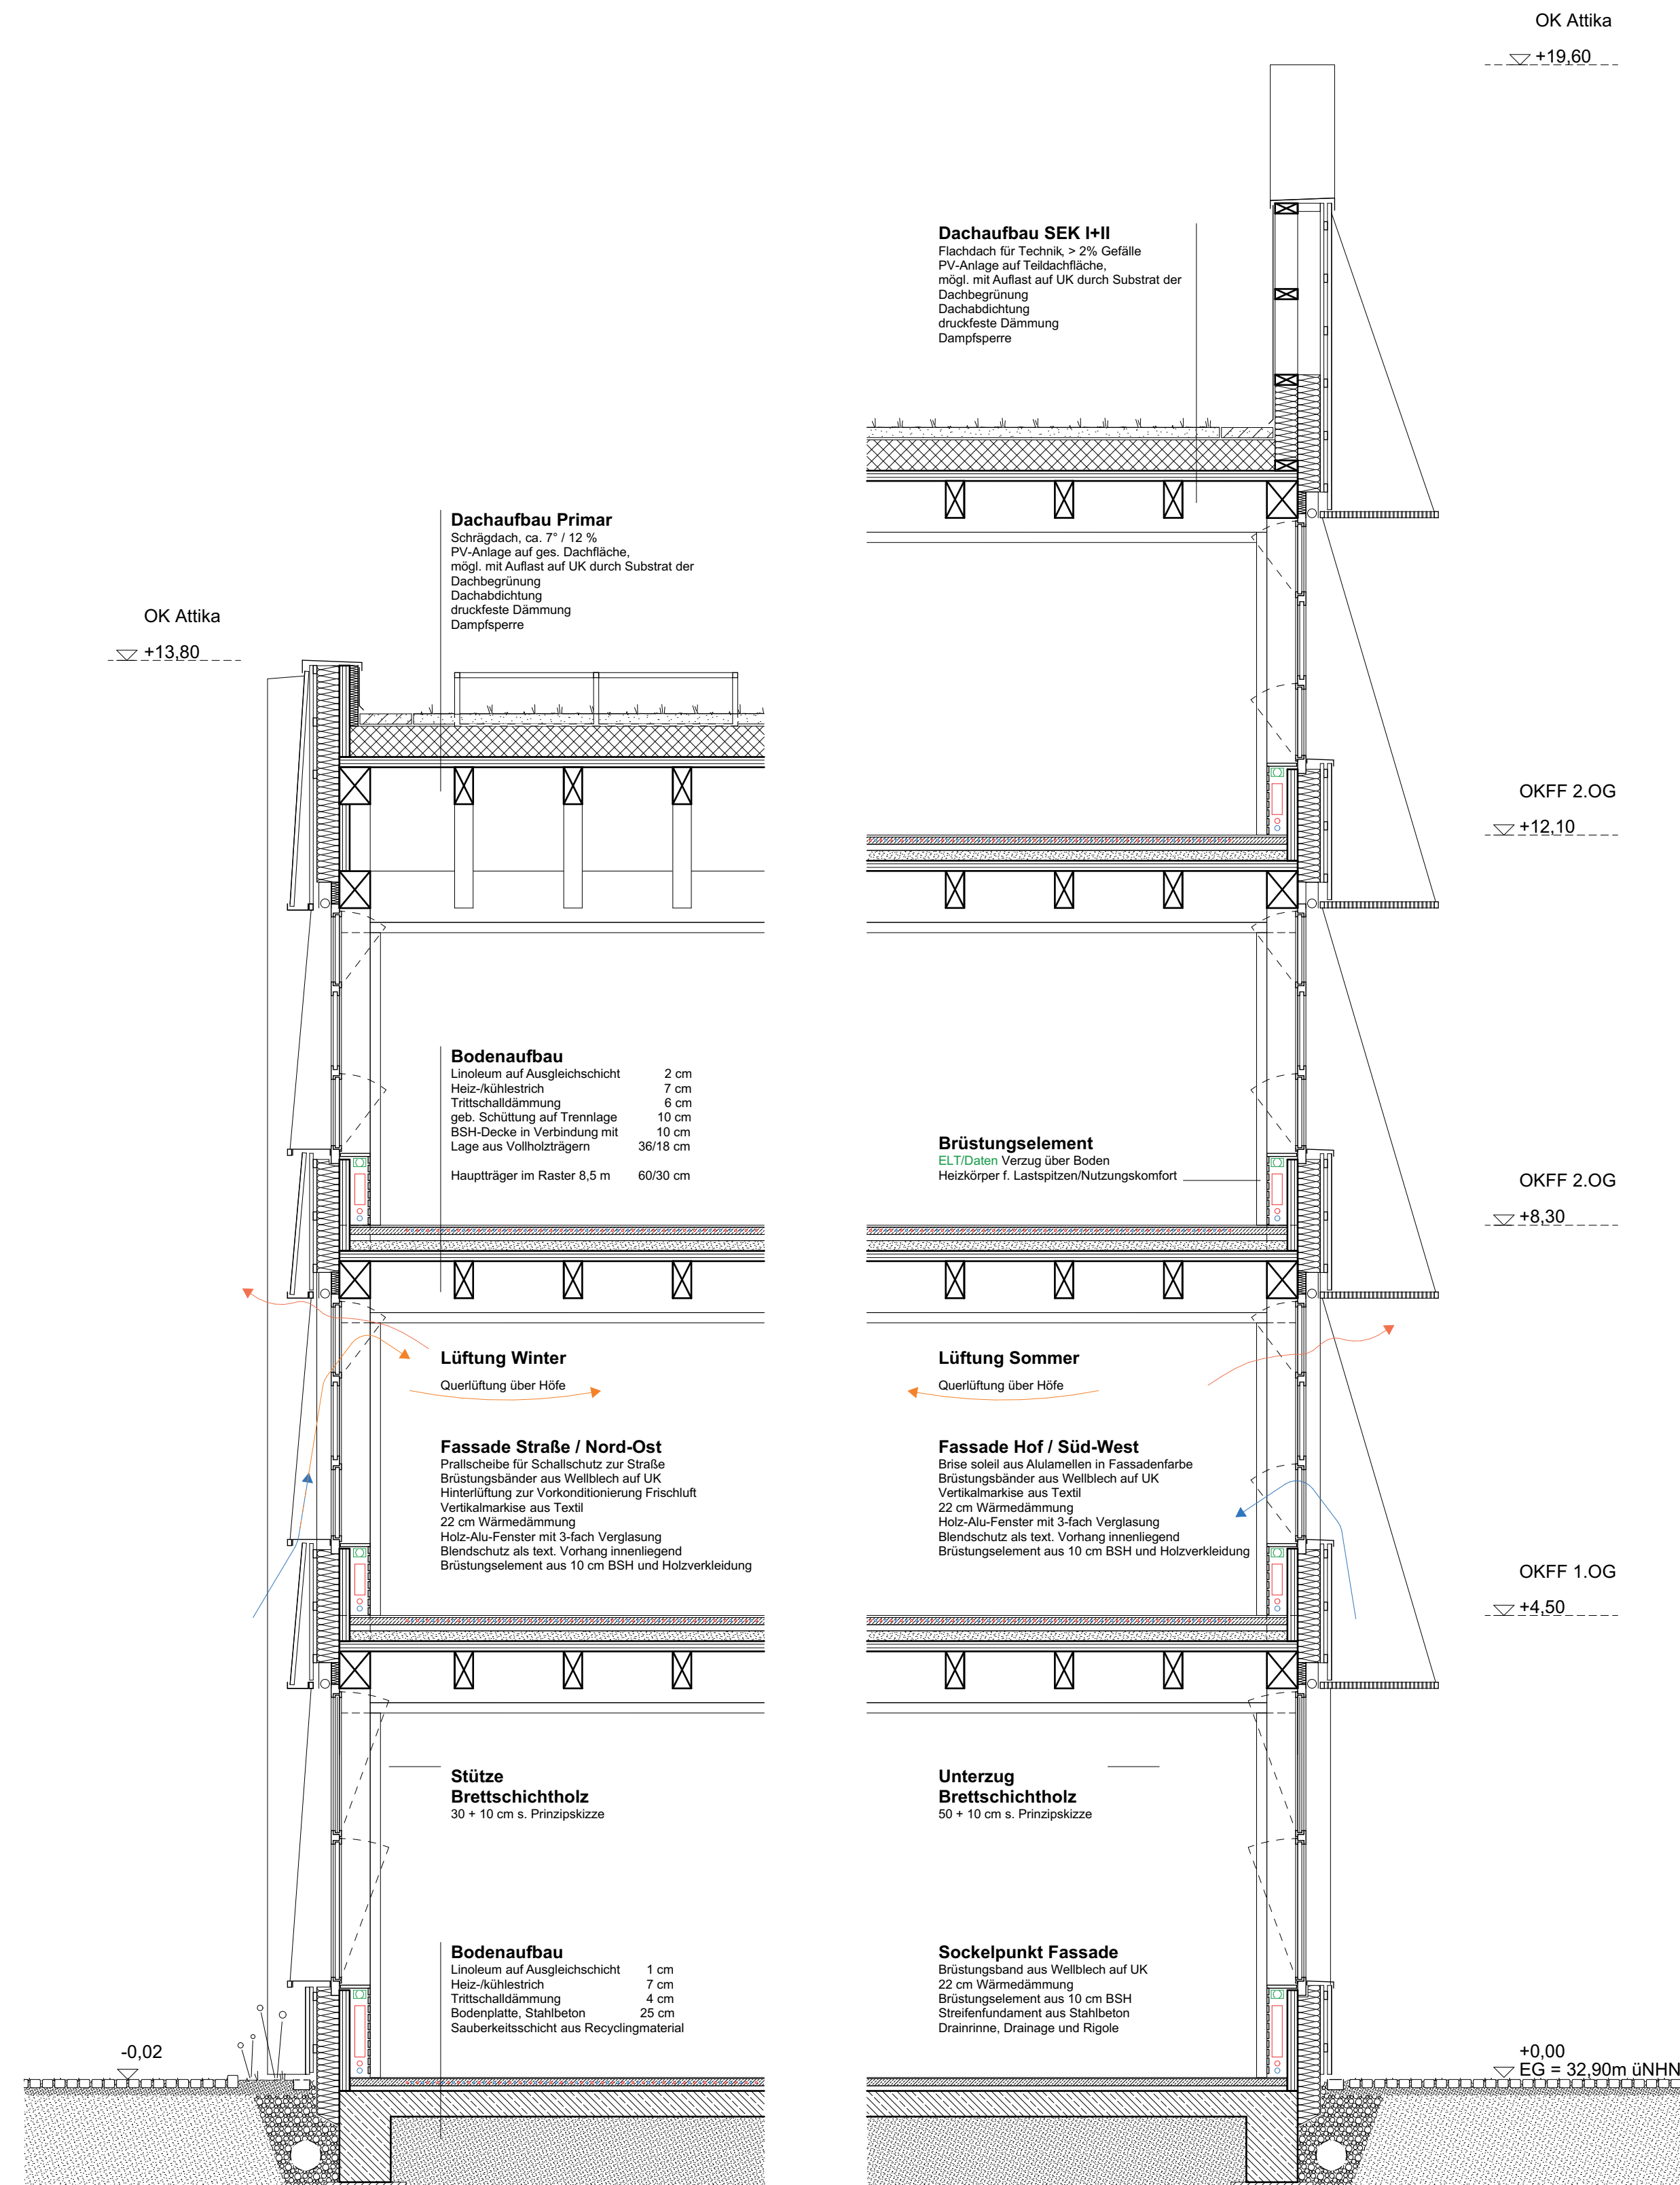 OK Attika
+19,60
Dachaufbau SEK I+II
Flachdach für Technik, > 2% Gefälle
PV-Anlage auf Teildachfläche,
mögl. mit Auflast auf UK durch Substrat der
Dachbegrünung
Dachabdichtung
druckfeste Dämmung
Dampfsperre
Dachaufbau Primar
Schrägdach, ca. 7° / 12 %
PV-Anlage auf ges. Dachfläche,
mögl. mit Auflast auf UK durch Substrat der
Dachbegrünung
Dachabdichtung
druckfeste Dämmung
Dampfsperre
OK Attika
+13,80
OKFF 2.OG
+12,10
Bodenaufbau
Linoleum auf Ausgleichschicht 2 cm
Heiz-/kühlestrich 7 cm
Trittschalldämmung 6 cm
geb. Schüttung auf Trennlage 10 cm
BSH-Decke in Verbindung mit 10 cm
Lage aus Vollholzträgern 36/18 cm
Hauptträger im Raster 8,5 m 60/30 cm
Brüstungselement
ELT/Daten Verzug über Boden
Heizkörper f. Lastspitzen/Nutzungskomfort
OKFF 2.OG
+8,30
Lüftung Winter
Querlüftung über Höfe
Lüftung Sommer
Querlüftung über Höfe
Fassade Straße / Nord-Ost
Prallscheibe für Schallschutz zur Straße
Brüstungsbänder aus Wellblech auf UK
Hinterlüftung zur Vorkonditionierung Frischluft
Vertikalmarkise aus Textil
22 cm Wärmedämmung
Holz-Alu-Fenster mit 3-fach Verglasung
Blendschutz als text. Vorhang innenliegend
Brüstungselement aus 10 cm BSH und Holzverkleidung
Fassade Hof / Süd-West
Brise soleil aus Alulamellen in Fassadenfarbe
Brüstungsbänder aus Wellblech auf UK
Vertikalmarkise aus Textil
22 cm Wärmedämmung
Holz-Alu-Fenster mit 3-fach Verglasung
Blendschutz als text. Vorhang innenliegend
Brüstungselement aus 10 cm BSH und Holzverkleidung
OKFF 1.OG
+4,50
Stütze
Brettschichtholz
30 + 10 cm s. Prinzipskizze
Unterzug
Brettschichtholz
50 + 10 cm s. Prinzipskizze
Bodenaufbau
Linoleum auf Ausgleichschicht 1 cm
Heiz-/kühlestrich 7 cm
Trittschalldämmung 4 cm
Bodenplatte, Stahlbeton 25 cm
Sauberkeitsschicht aus Recyclingmaterial
Sockelpunkt Fassade
Brüstungsband aus Wellblech auf UK
22 cm Wärmedämmung
Brüstungselement aus 10 cm BSH
Streifenfundament aus Stahlbeton
Drainrinne, Drainage und Rigole
-0,02
+0,00
EG = 32,90m üNHN